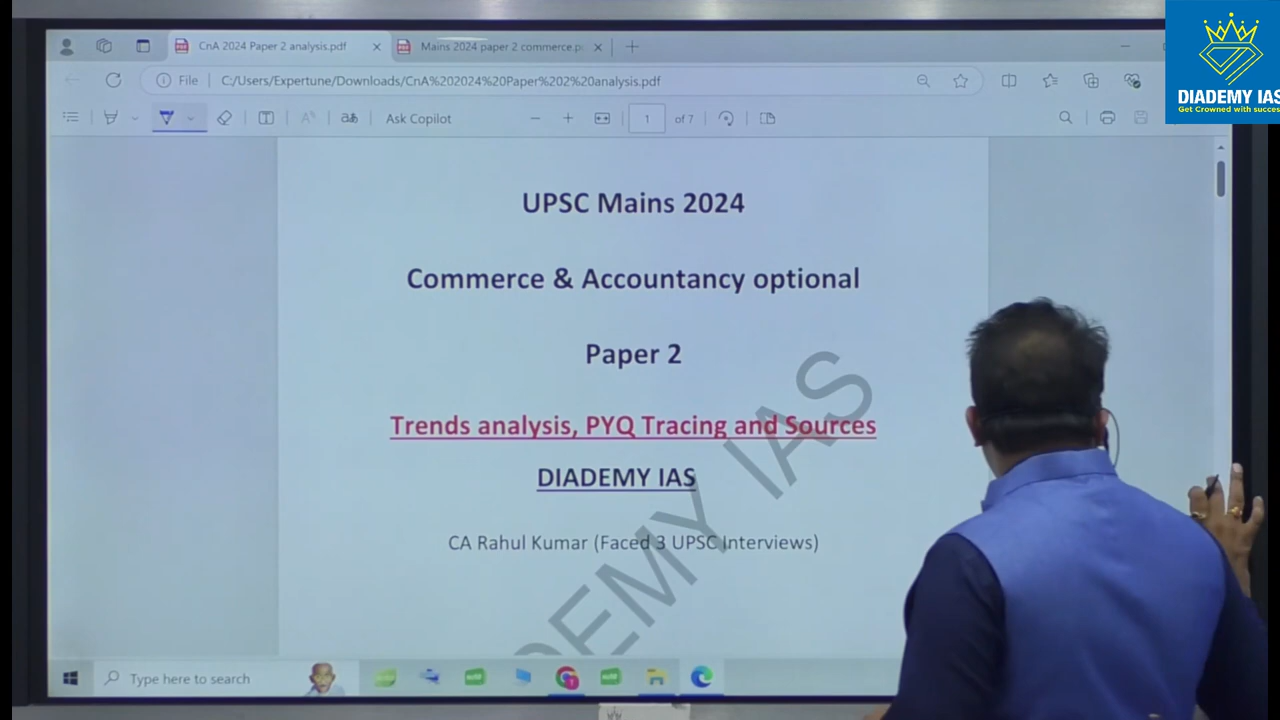 CnA 2024 Paper 2 analysis.pdf
Mains 2024 paper 2 commerce.p
File
C:/Users/Expertune/Downloads/CnA%202024%20Paper%202%20analysis.pdf
Ask Copilot
1
of 7
DIADEMY IAS
Get Crowned with succes
UPSC Mains 2024
Commerce & Accountancy optional
Paper 2
Trends analysis, PYQ Tracing and Sources
DIADEMY IAS
CA Rahul Kumar (Faced 3 UPSC Interviews)
DEMY IAS
Type here to search